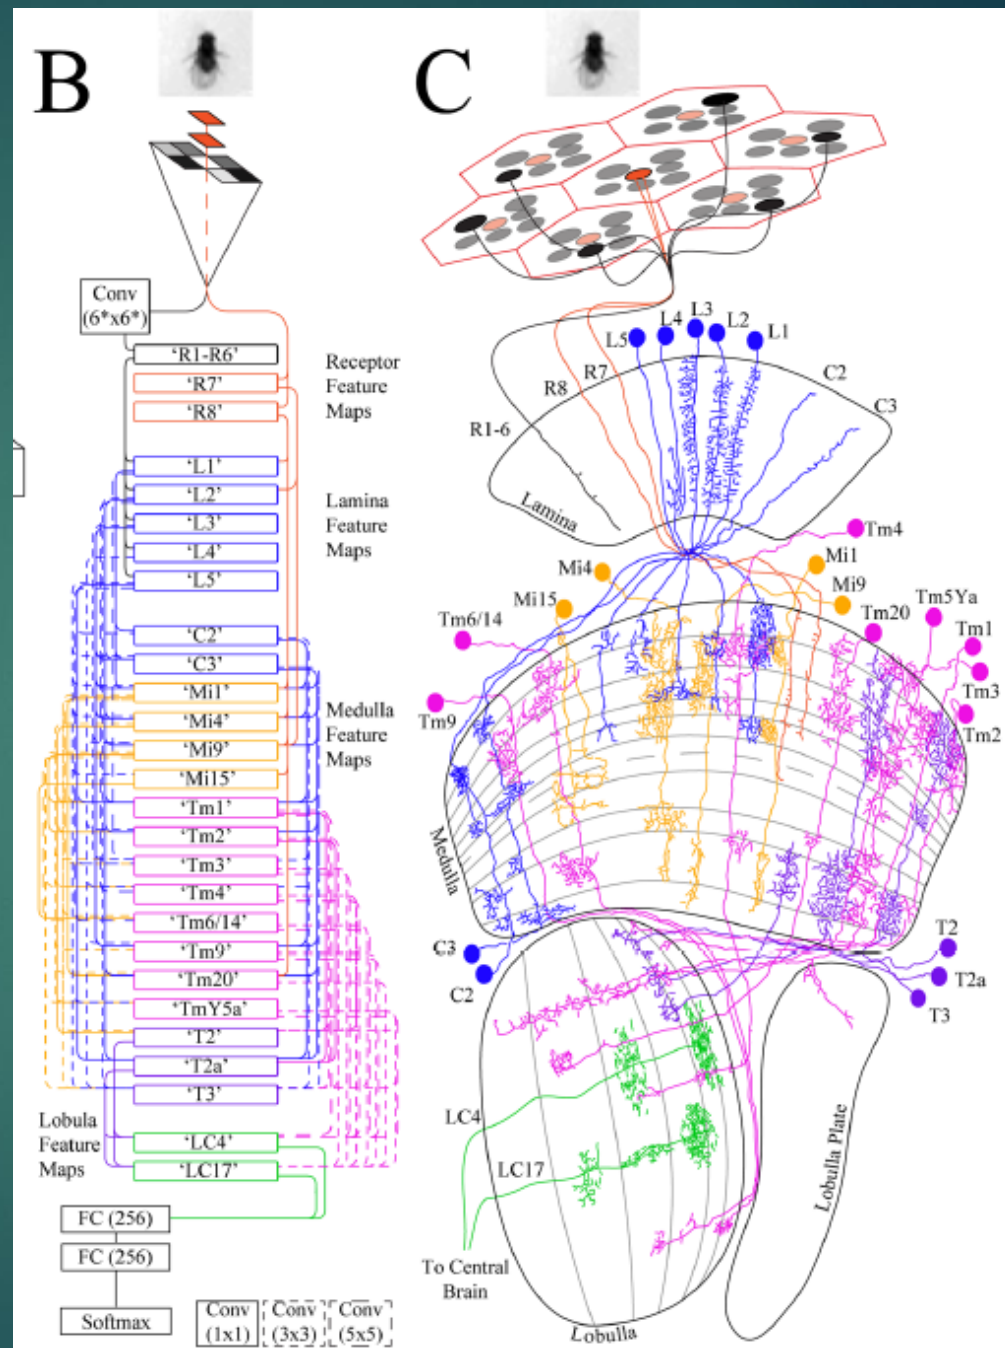 B
Conv
(6*x6*)
‘R1-R6’
‘R7’
‘R8’
Receptor
Feature
Maps
‘L1’
‘L2’
‘L3’
‘L4’
‘L5’
Lamina
Feature
Maps
‘C2’
‘C3’
‘Mi1’
‘Mi4’
‘Mi9’
‘Mi15’
‘Tm1’
‘Tm2’
‘Tm3’
‘Tm4’
‘Tm6/14’
‘Tm9’
‘Tm20’
‘TmY5a’
‘T2’
‘T2a’
‘T3’
Medulla
Feature
Maps
Lobula
Feature
Maps
‘LC4’
‘LC17’
FC (256)
FC (256)
Softmax
Conv
(1x1)
Conv
(3x3)
Conv
(5x5)
C
L5
L4
L3
L2
L1
R8
R7
R1-6
C2
C3
Lamina
Tm4
Mi4
Mi1
Mi15
Mi9
Tm6/14
Tm20
Tm5Ya
Tm1
Tm3
Tm9
Tm2
Medulla
C3
C2
T2
T2a
T3
LC4
LC17
To Central
Brain
Lobulla
Lobulla Plate